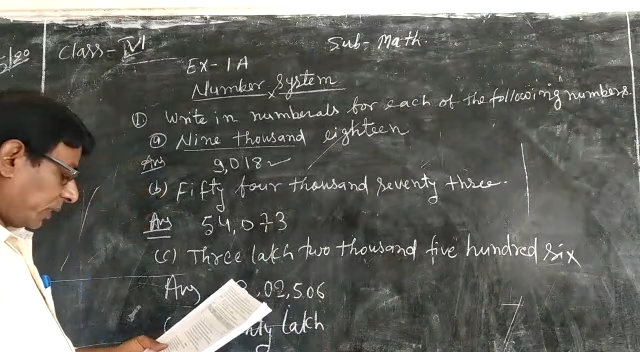 Class - VI
Sub - Math.
Ex - 1A
Number System
① Write in numerals for each of the following numbers
(a) Nine thousand eighteen
Ans 9,018
(b) Fifty four thousand seventy three
Ans 54,073
(c) Three lakh two thousand five hundred six
Ans ,02,506
lakh